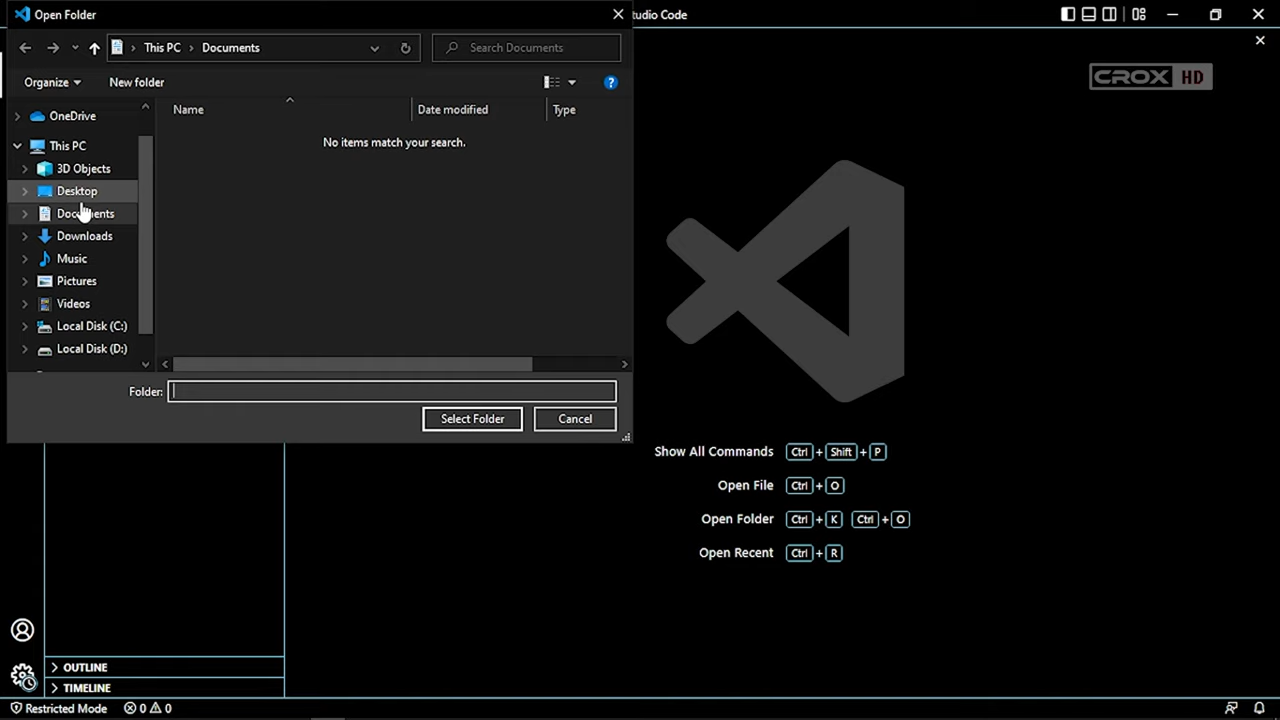 Open Folder
tudio Code
This PC
Documents
Search Documents
CROX HD
Organize
New folder
OneDrive
Name
Date modified
Type
This PC
No items match your search.
3D Objects
Desktop
Documents
Downloads
Music
Pictures
Videos
Local Disk (C:)
Local Disk (D:)
Folder:
Select Folder
Cancel
Show All Commands Ctrl + Shift + P
Open File Ctrl + O
Open Folder Ctrl + K Ctrl + O
Open Recent Ctrl + R
OUTLINE
TIMELINE
Restricted Mode 0 0